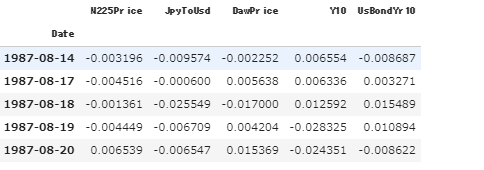 N225Price JpyToUsd DawPrice Y10 UsBondYr10
Date
1987-08-14 -0.003196 -0.009574 -0.002252 0.006554 -0.008687
1987-08-17 -0.004516 -0.000600 0.005638 0.006336 0.003271
1987-08-18 -0.001361 -0.025549 -0.017000 0.012592 0.015489
1987-08-19 -0.004449 -0.006709 0.004204 -0.028325 0.010894
1987-08-20 0.006539 -0.006547 0.015369 -0.024351 -0.008622